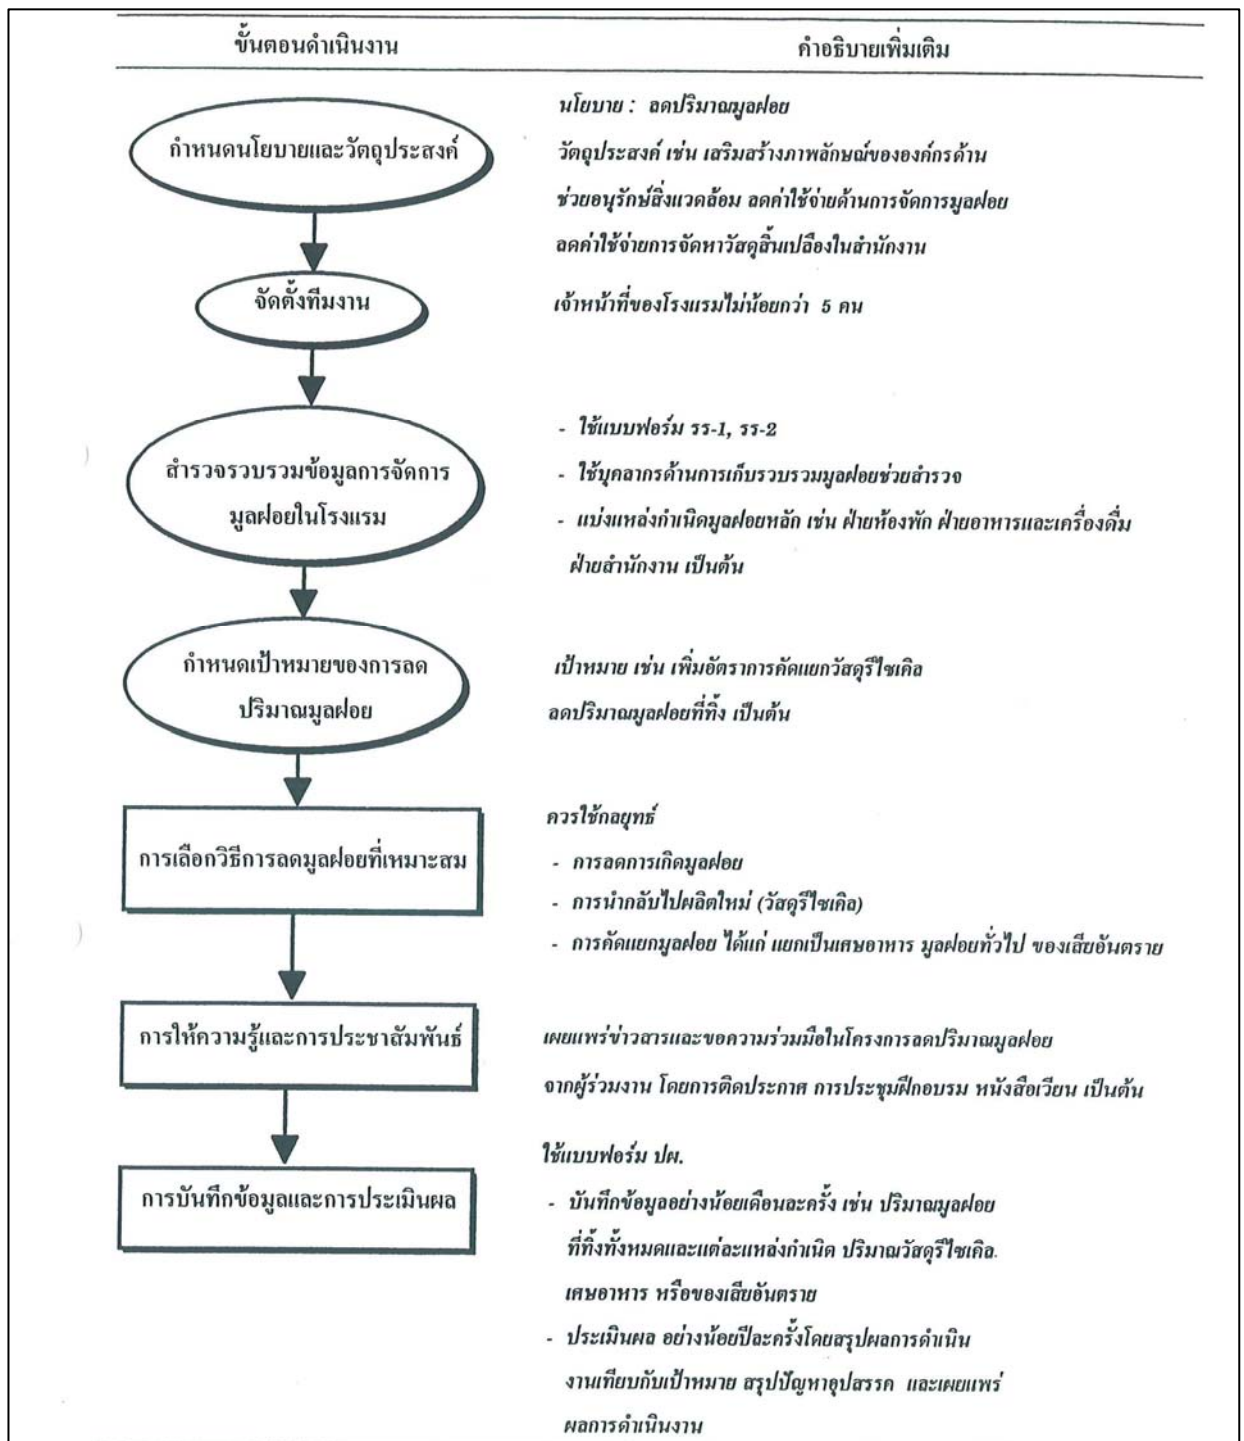 ขั้นตอนดำเนินงาน
คำอธิบายเพิ่มเติม
กำหนดนโยบายและวัตถุประสงค์
นโยบาย : ลดปริมาณมูลฝอย
วัตถุประสงค์ เช่น เสริมสร้างภาพลักษณ์ขององค์กรด้าน
ช่วยอนุรักษ์สิ่งแวดล้อม ลดค่าใช้จ่ายด้านการจัดการมูลฝอย
ลดค่าใช้จ่ายการจัดหาวัสดุสิ้นเปลืองในสำนักงาน
จัดตั้งทีมงาน
เจ้าหน้าที่ของโรงแรมไม่น้อยกว่า 5 คน
สำรวจรวบรวมข้อมูลการจัดการ
มูลฝอยในโรงแรม
- ใช้แบบฟอร์ม รร-1, รร-2
- ใช้บุคลากรด้านการเก็บรวบรวมมูลฝอยช่วยสำรวจ
- แบ่งแหล่งกำเนิดมูลฝอยหลัก เช่น ฝ่ายห้องพัก ฝ่ายอาหารและเครื่องดื่ม
ฝ่ายสำนักงาน เป็นต้น
กำหนดเป้าหมายของการลด
ปริมาณมูลฝอย
เป้าหมาย เช่น เพิ่มอัตราการคัดแยกวัสดุรีไซเคิล
ลดปริมาณมูลฝอยที่ทิ้ง เป็นต้น
การเลือกวิธีการลดมูลฝอยที่เหมาะสม
ควรใช้กลยุทธ์
- การลดการเกิดมูลฝอย
- การนำกลับไปผลิตใหม่ (วัสดุรีไซเคิล)
- การคัดแยกมูลฝอย ได้แก่ แยกเป็นเศษอาหาร มูลฝอยทั่วไป ของเสียอันตราย
การให้ความรู้และการประชาสัมพันธ์
เผยแพร่ข่าวสารและขอความร่วมมือในโครงการลดปริมาณมูลฝอย
จากผู้ร่วมงาน โดยการติดประกาศ การประชุมฝึกอบรม หนังสือเวียน เป็นต้น
การบันทึกข้อมูลและการประเมินผล
ใช้แบบฟอร์ม ปผ.
- บันทึกข้อมูลอย่างน้อยเดือนละครั้ง เช่น ปริมาณมูลฝอย
ที่ทิ้งทั้งหมดและแต่ละแหล่งกำเนิด ปริมาณวัสดุรีไซเคิล
เศษอาหาร หรือของเสียอันตราย
- ประเมินผล อย่างน้อยปีละครั้งโดยสรุปผลการดำเนิน
งานเทียบกับเป้าหมาย สรุปปัญหาอุปสรรค และเผยแพร่
ผลการดำเนินงาน